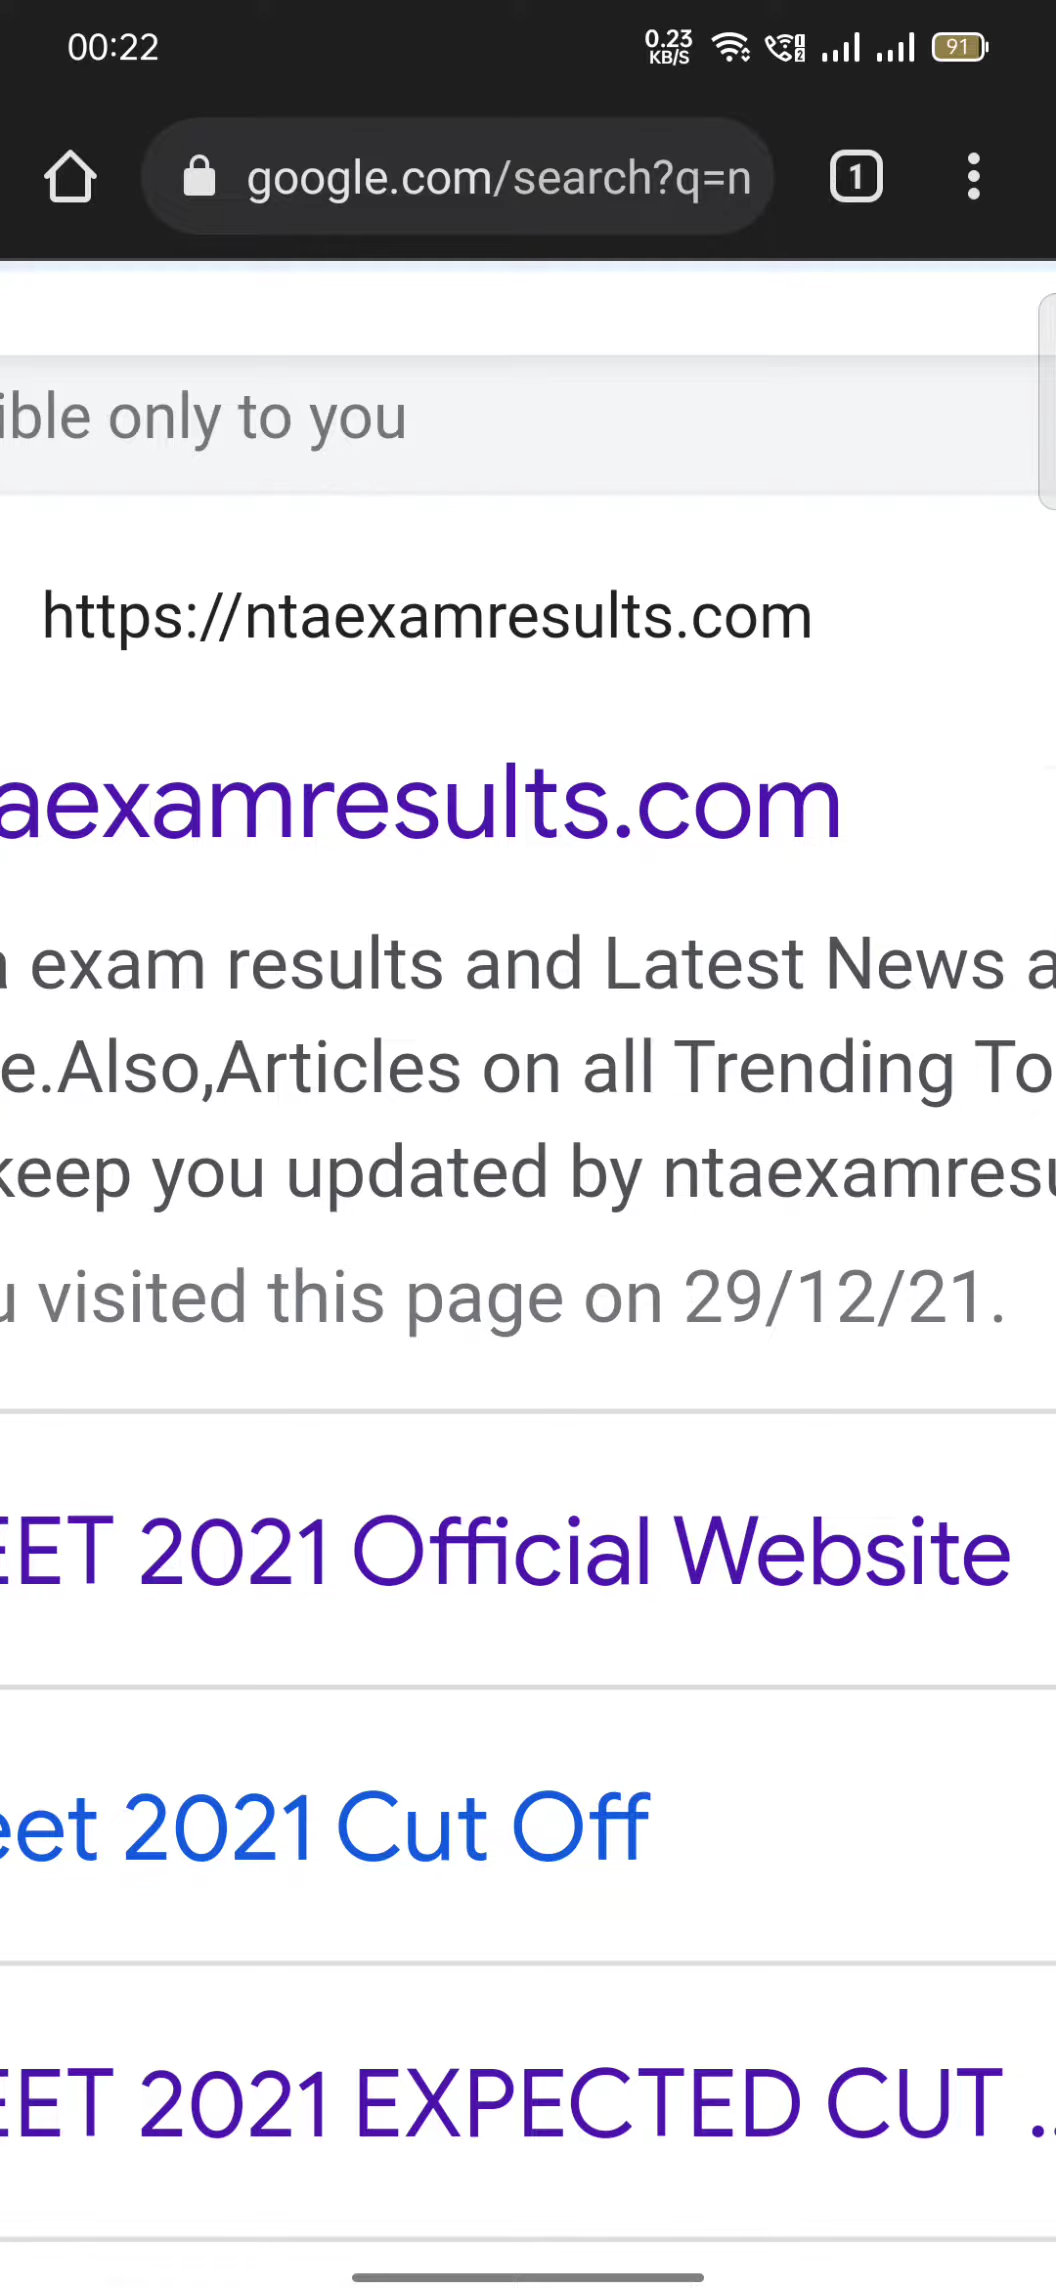 00:22
0.23
KB/S
91
google.com/search?q=n
1
only to you
https://ntaexamresults.com
aexamresults.com
exam results and Latest News
e.Also,Articles on all Trending To
keep you updated by ntaexamresu
visited this page on 29/12/21.
EET 2021 Official Website
eet 2021 Cut Off
EET 2021 EXPECTED CUT ..